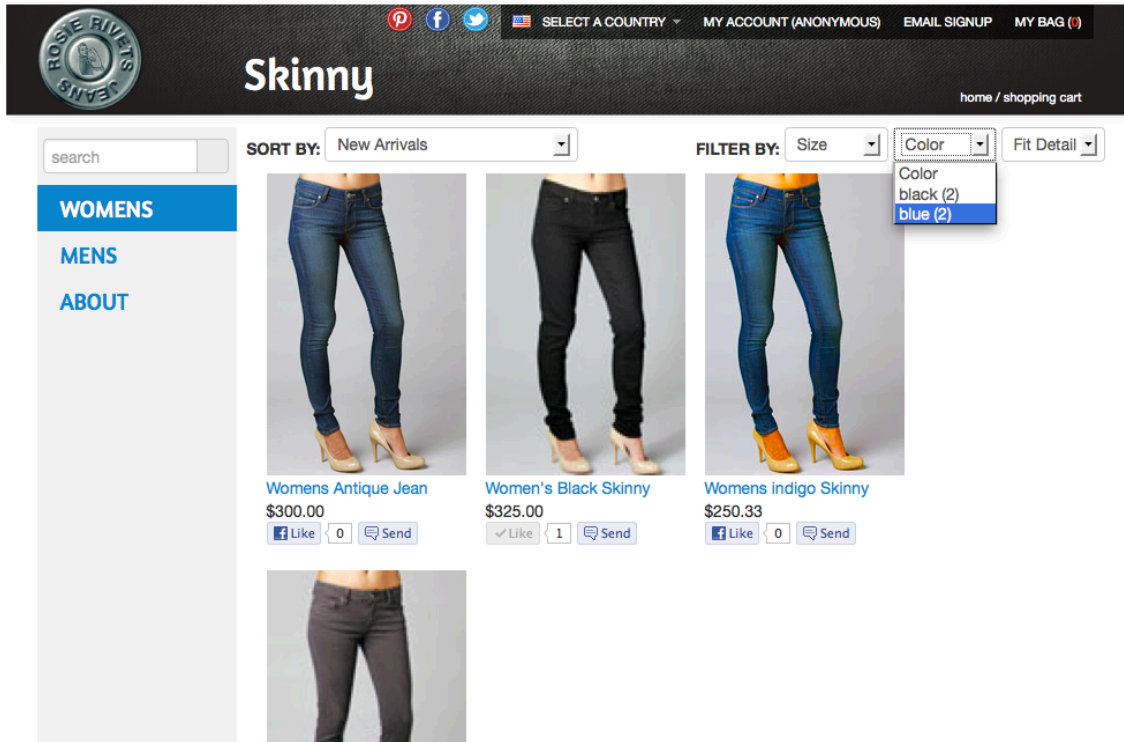 ROSIE RIVETS
JEANS
SELECT A COUNTRY
MY ACCOUNT (ANONYMOUS)
EMAIL SIGNUP
MY BAG (0)
Skinny
home / shopping cart
search
SORT BY:
New Arrivals
FILTER BY:
Size
Color
Fit Detail
Color
black (2)
blue (2)
WOMENS
MENS
ABOUT
Womens Antique Jean
$300.00
Like
0
Send
Women's Black Skinny
$325.00
Like
1
Send
Womens indigo Skinny
$250.33
Like
0
Send